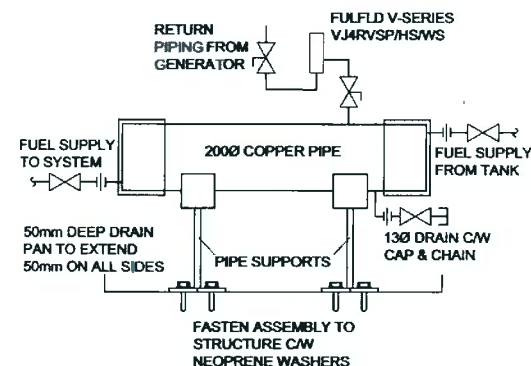 RETURN
PIPING FROM
GENERATOR
FULFLD V-SERIES
VJ4RVSP/HS/WS
FUEL SUPPLY
TO SYSTEM
200Ø COPPER PIPE
FUEL SUPPLY
FROM TANK
50mm DEEP DRAIN
PAN TO EXTEND
50mm ON ALL SIDES
PIPE SUPPORTS
13Ø DRAIN C/W
CAP & CHAIN
FASTEN ASSEMBLY TO
STRUCTURE C/W
NEOPRENE WASHERS